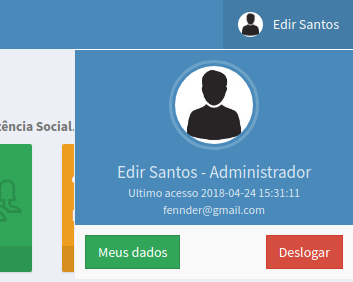 Edir Santos
tência Social.
Edir Santos - Administrador
Ultimo acesso 2018-04-24 15:31:11
fennder@gmail.com
Meus dados
Deslogar